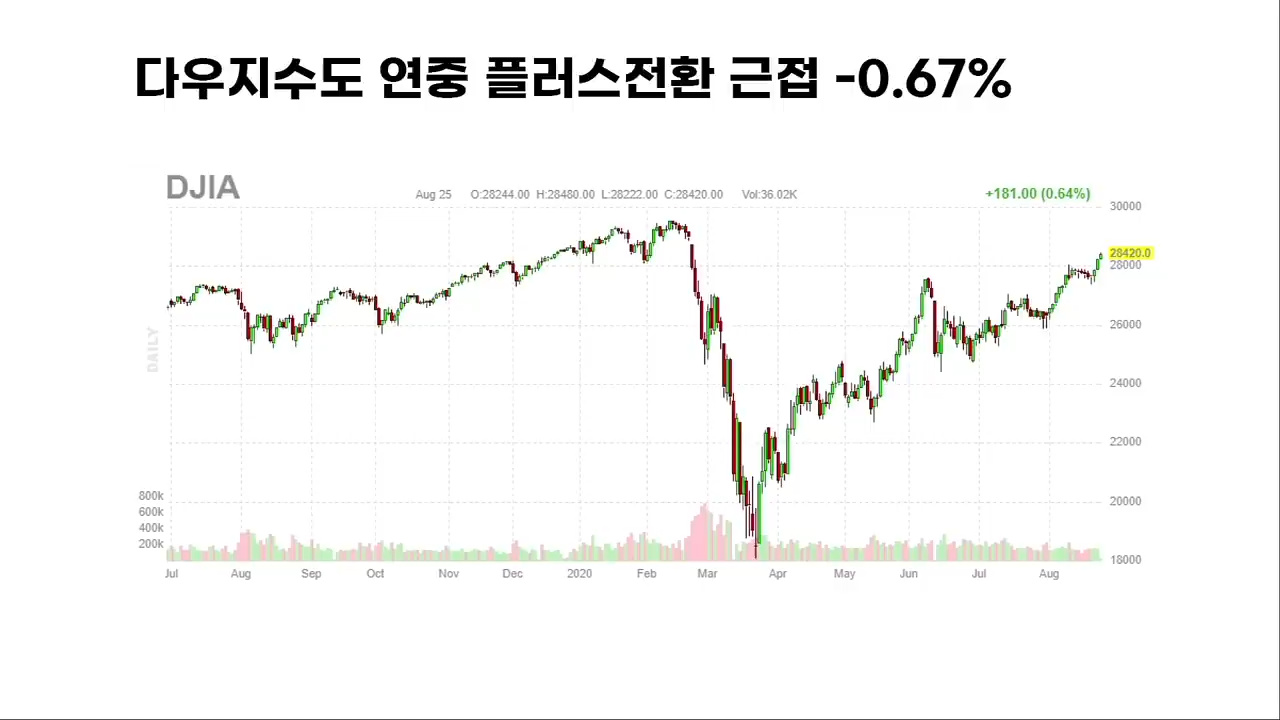 다우지수도 연중 플러스전환 근접 -0.67%
DJIA
Aug 25 O:28244.00 H:28480.00 L:28222.00 C:28420.00 Vol:36.02K +181.00 (0.64%)
30000
28420.0
28000
26000
24000
22000
20000
18000
DAILY
800k
600k
400k
200k
Jul Aug Sep Oct Nov Dec 2020 Feb Mar Apr May Jun Jul Aug